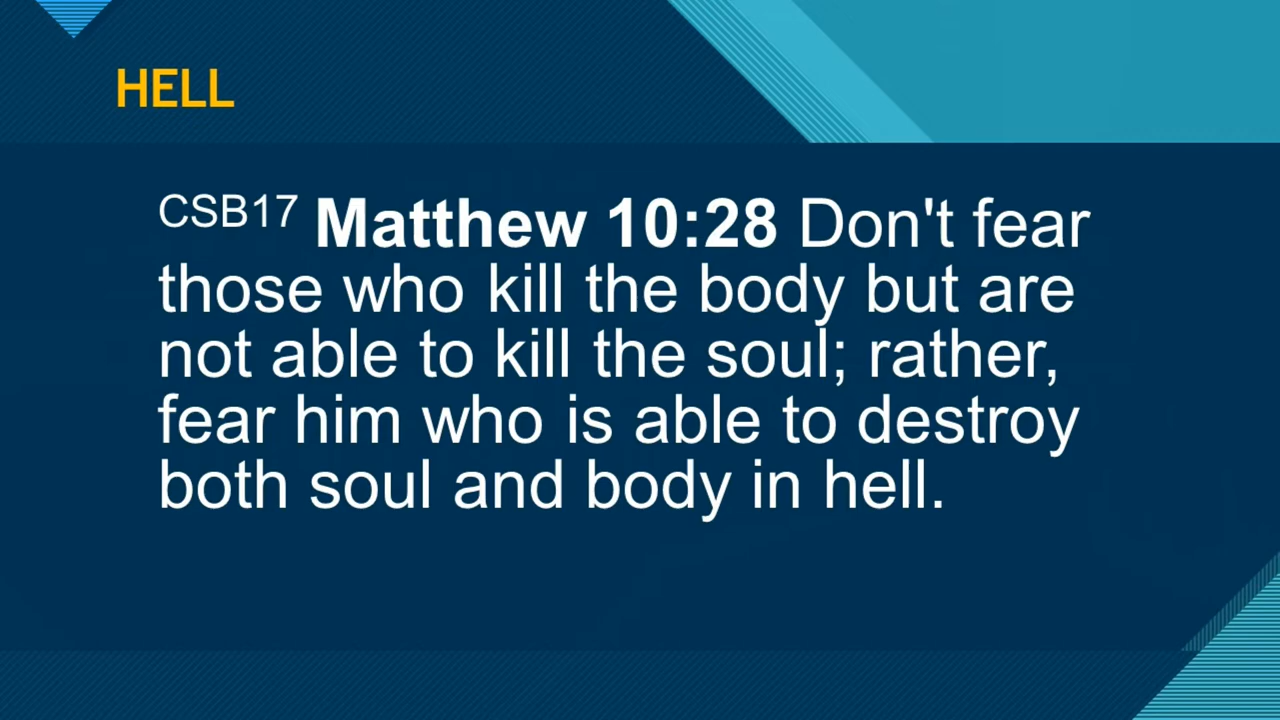 HELL
CSB17 Matthew 10:28 Don't fear
those who kill the body but are
not able to kill the soul; rather,
fear him who is able to destroy
both soul and body in hell.